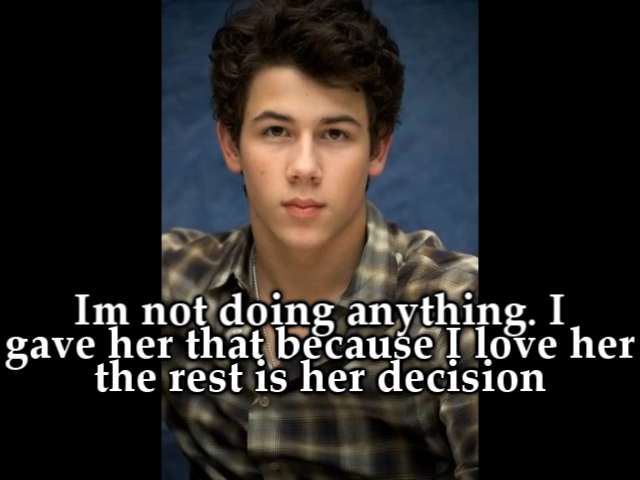 Im not doing anything. I
gave her that because I love her
the rest is her decision